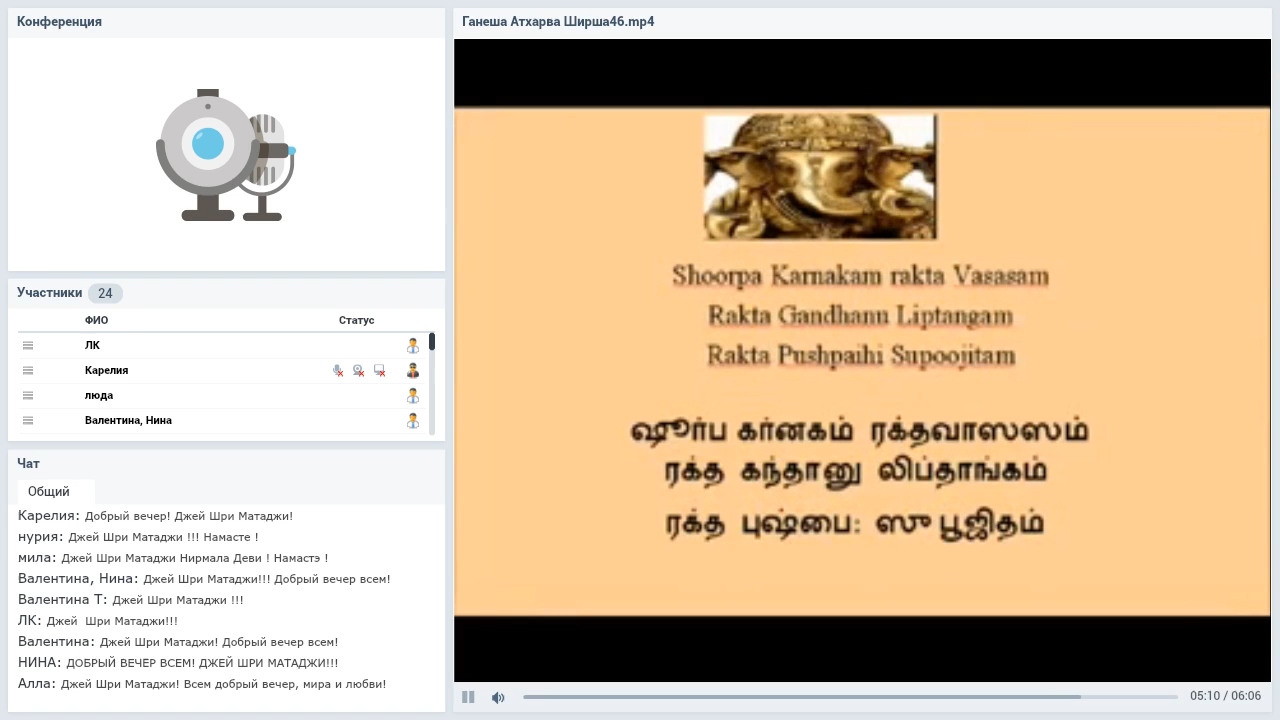 Конференция
Участники 24
ФИО Статус
ЛК
Карелия
люда
Валентина, Нина
Чат
Общий
Карелия: Добрый вечер! Джей Шри Матаджи!
нурия: Джей Шри Матаджи !!! Намасте !
мила: Джей Шри Матаджи Нирмала Деви ! Намастэ !
Валентина, Нина: Джей Шри Матаджи!!! Добрый вечер всем!
Валентина Т: Джей Шри Матаджи !!!
ЛК: Джей  Шри Матаджи!!!
Валентина: Джей Шри Матаджи! Добрый вечер всем!
НИНА: ДОБРЫЙ ВЕЧЕР ВСЕМ! ДЖЕЙ ШРИ МАТАДЖИ!!!
Алла: Джей Шри Матаджи! Всем добрый вечер, мира и любви!
Ганеша Атхарва Ширша46.mp4
Shoorpa Karnakam rakta Vasasam
Rakta Gandhanu Liptangam
Rakta Pushpaihi Supoojitam
ஷூர்ப கர்னகம் ரக்தவாஸஸம்
ரக்த கந்தானு லிப்தாங்கம்
ரக்த புஷ்பை: ஸு பூஜிதம்
05:10 / 06:06